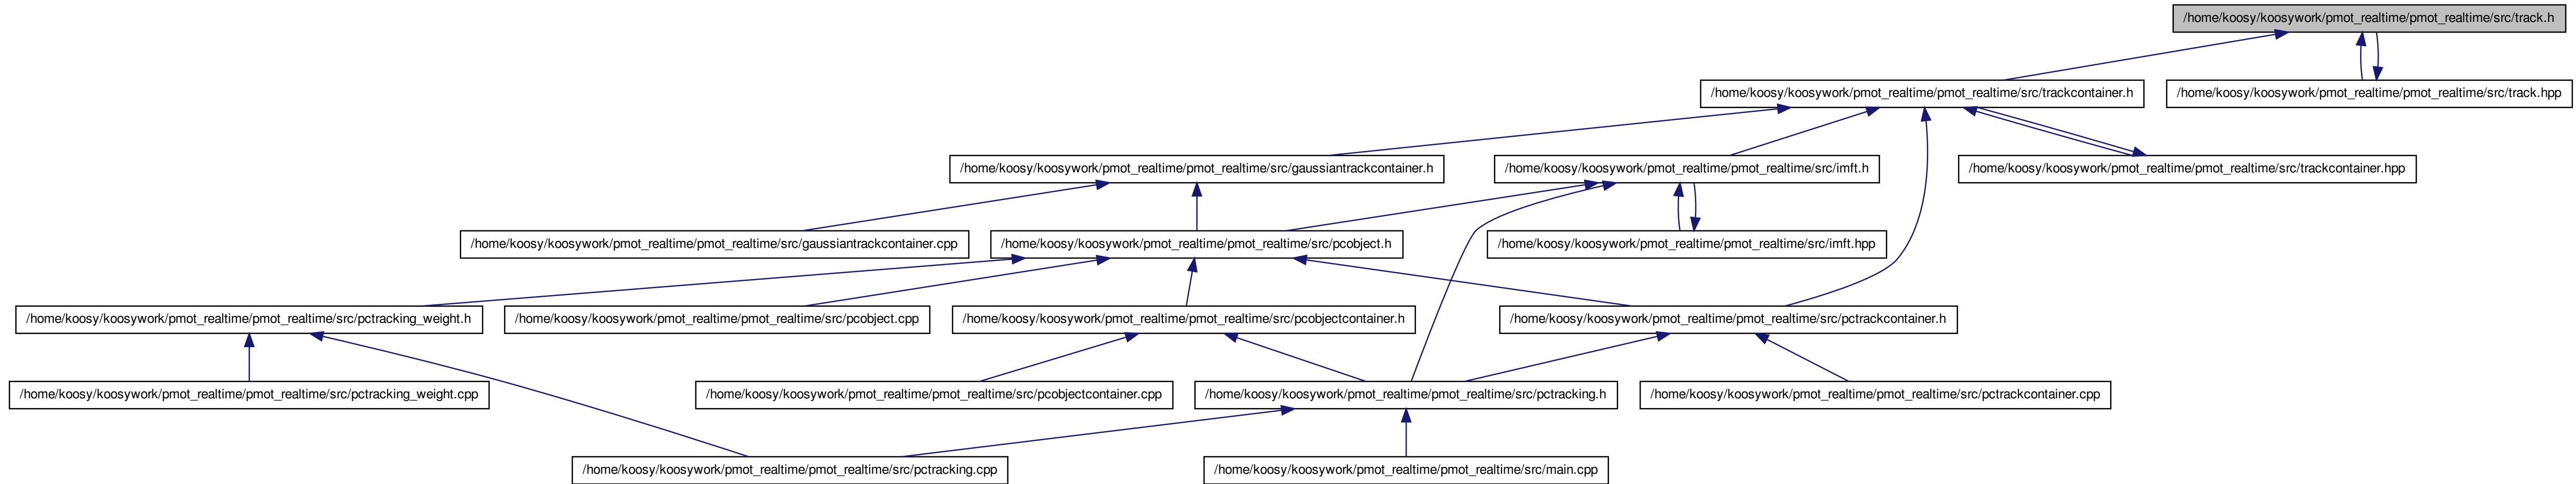 /home/koosy/koosywork/pmot_realtime/pmot_realtime/src/track.h
/home/koosy/koosywork/pmot_realtime/pmot_realtime/src/trackcontainer.h
/home/koosy/koosywork/pmot_realtime/pmot_realtime/src/track.hpp
/home/koosy/koosywork/pmot_realtime/pmot_realtime/src/gaussiantrackcontainer.h
/home/koosy/koosywork/pmot_realtime/pmot_realtime/src/imft.h
/home/koosy/koosywork/pmot_realtime/pmot_realtime/src/trackcontainer.hpp
/home/koosy/koosywork/pmot_realtime/pmot_realtime/src/gaussiantrackcontainer.cpp
/home/koosy/koosywork/pmot_realtime/pmot_realtime/src/pcobject.h
/home/koosy/koosywork/pmot_realtime/pmot_realtime/src/imft.hpp
/home/koosy/koosywork/pmot_realtime/pmot_realtime/src/pctracking_weight.h
/home/koosy/koosywork/pmot_realtime/pmot_realtime/src/pcobject.cpp
/home/koosy/koosywork/pmot_realtime/pmot_realtime/src/pcobjectcontainer.h
/home/koosy/koosywork/pmot_realtime/pmot_realtime/src/pctrackcontainer.h
/home/koosy/koosywork/pmot_realtime/pmot_realtime/src/pctracking_weight.cpp
/home/koosy/koosywork/pmot_realtime/pmot_realtime/src/pcobjectcontainer.cpp
/home/koosy/koosywork/pmot_realtime/pmot_realtime/src/pctracking.h
/home/koosy/koosywork/pmot_realtime/pmot_realtime/src/pctrackcontainer.cpp
/home/koosy/koosywork/pmot_realtime/pmot_realtime/src/pctracking.cpp
/home/koosy/koosywork/pmot_realtime/pmot_realtime/src/main.cpp